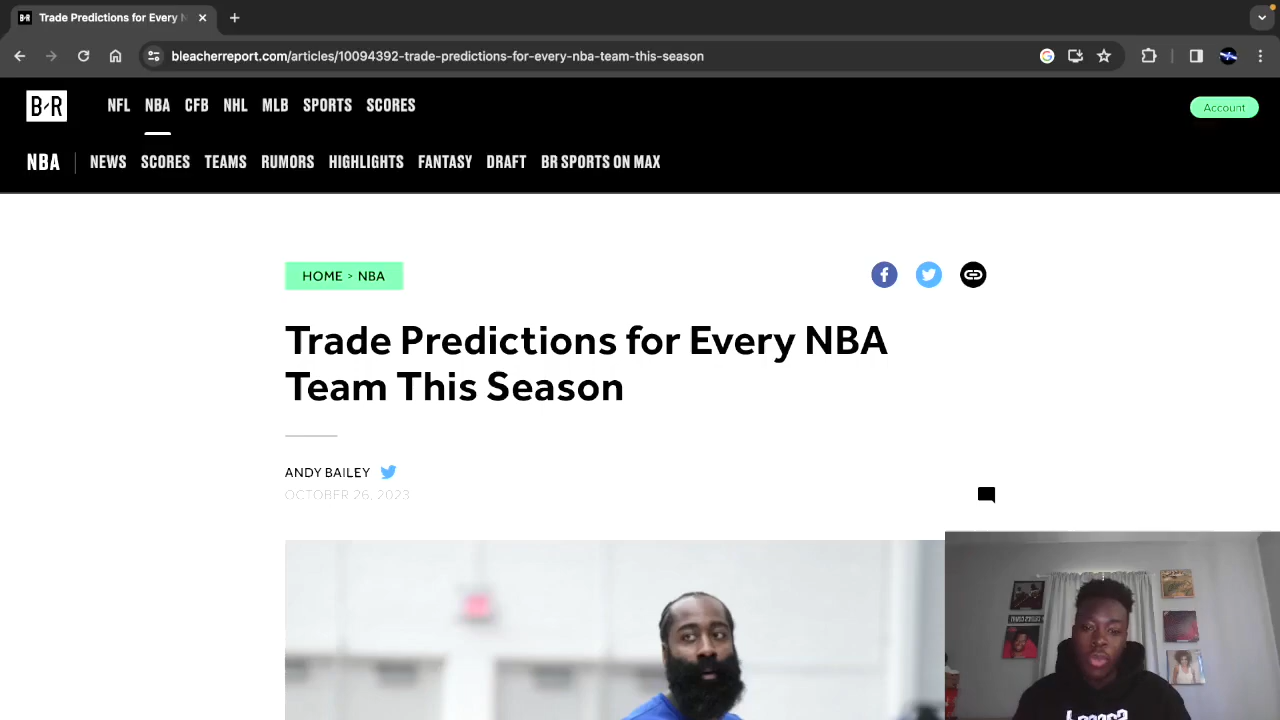 B/R Trade Predictions for Every N
bleacherreport.com/articles/10094392-trade-predictions-for-every-nba-team-this-season
B/R NFL NBA CFB NHL MLB SPORTS SCORES
Account
NBA NEWS SCORES TEAMS RUMORS HIGHLIGHTS FANTASY DRAFT BR SPORTS ON MAX
HOME > NBA
Trade Predictions for Every NBA
Team This Season
ANDY BAILEY
OCTOBER 26, 2023